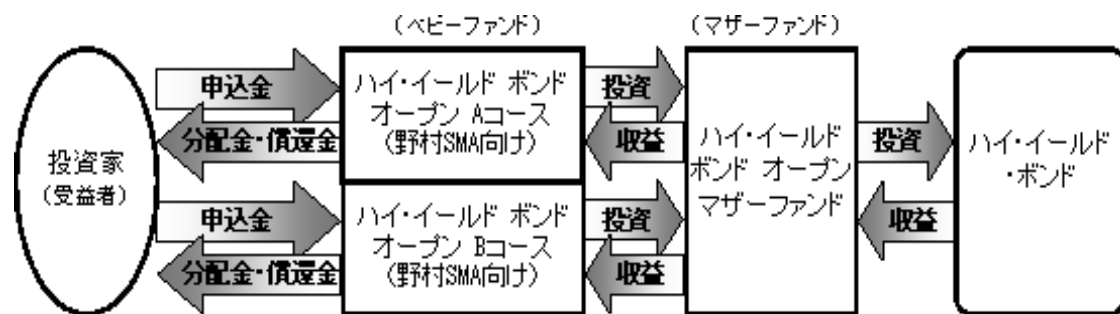 （ベビーファンド）
（マザーファンド）
投資家
（受益者）
申込金
分配金・償還金
ハイ・イールド ボンド
オープン Aコース
（野村SMA向け）
投資
収益
申込金
分配金・償還金
ハイ・イールド ボンド
オープン Bコース
（野村SMA向け）
投資
収益
ハイ・イールド
ボンド オープン
マザーファンド
投資
収益
ハイ・イールド
・ボンド